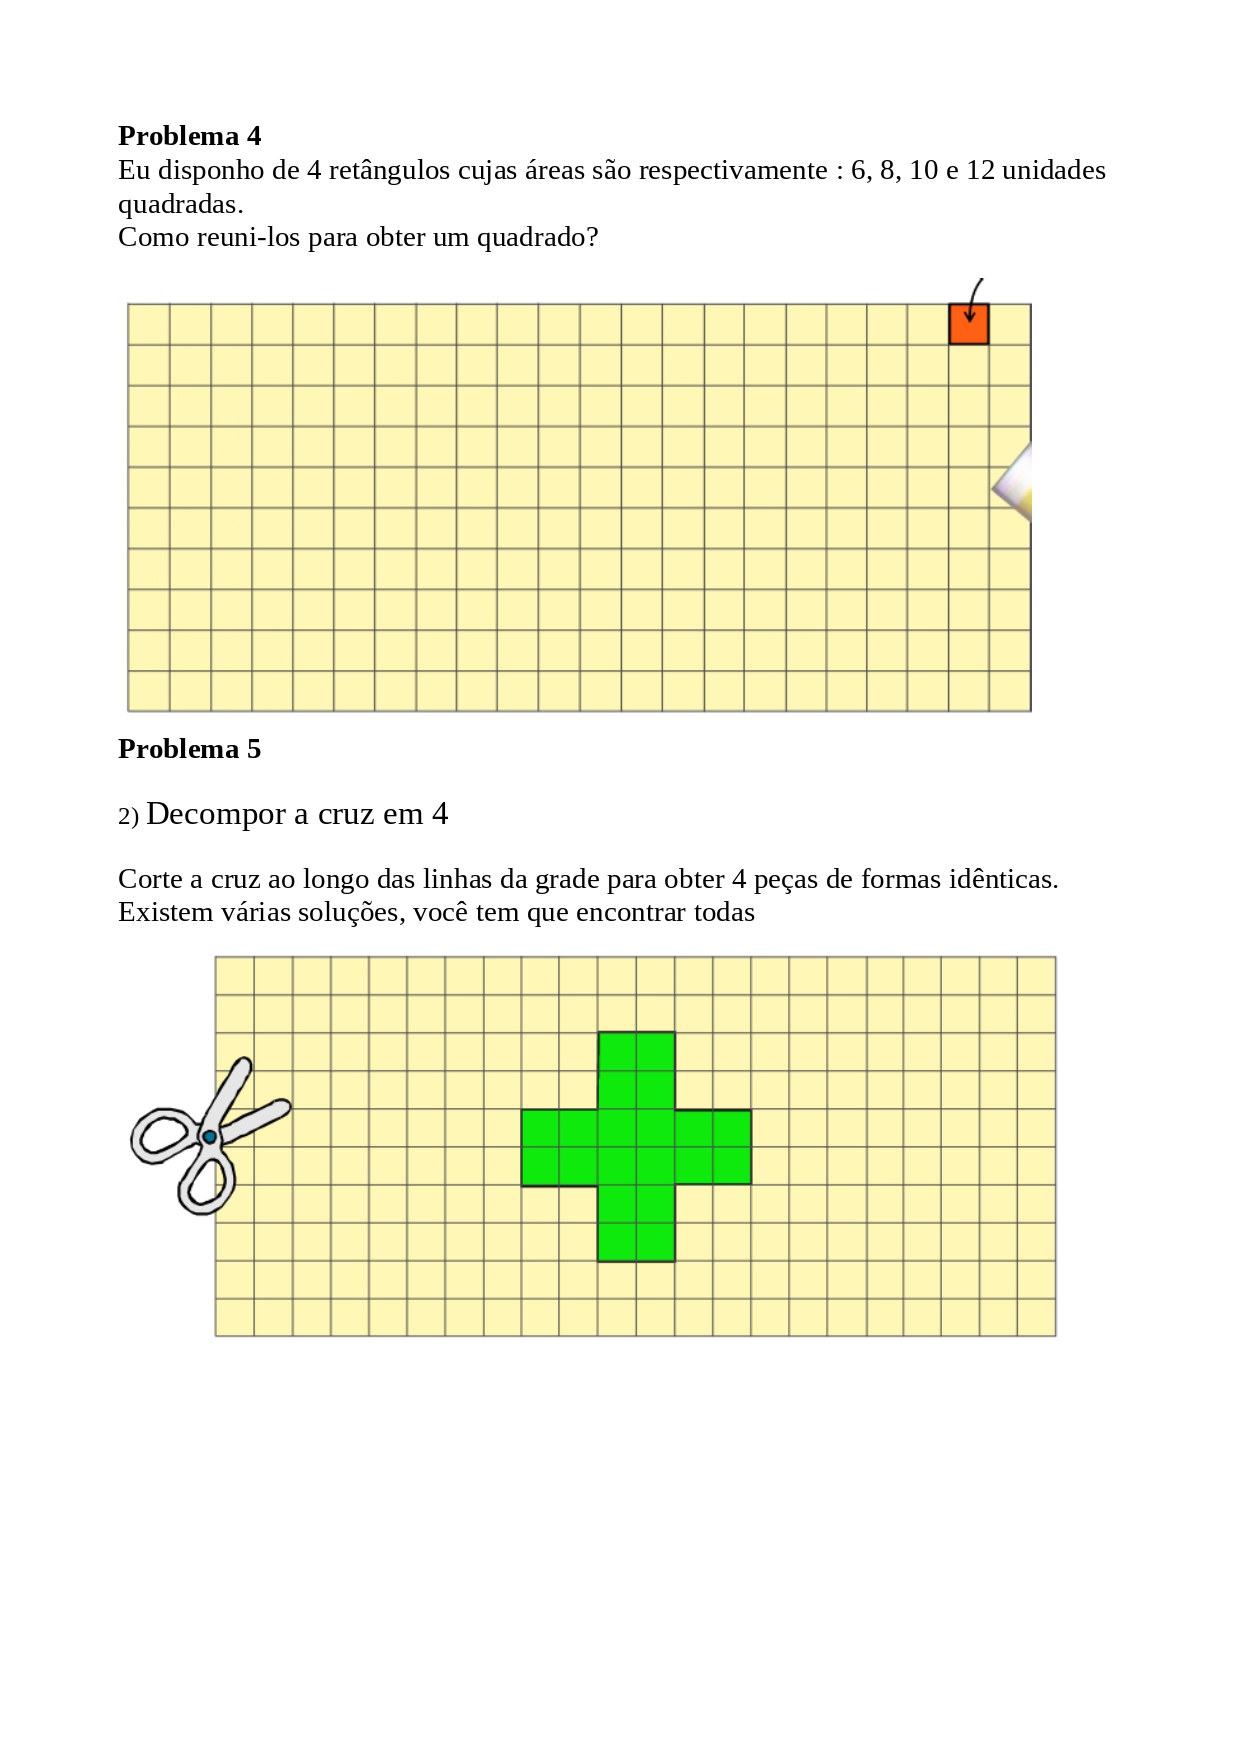 Problema 4
Eu disponho de 4 retângulos cujas áreas são respectivamente : 6, 8, 10 e 12 unidades
quadradas.
Como reuni-los para obter um quadrado?
Problema 5
2) Decompor a cruz em 4
Corte a cruz ao longo das linhas da grade para obter 4 peças de formas idênticas.
Existem várias soluções, você tem que encontrar todas